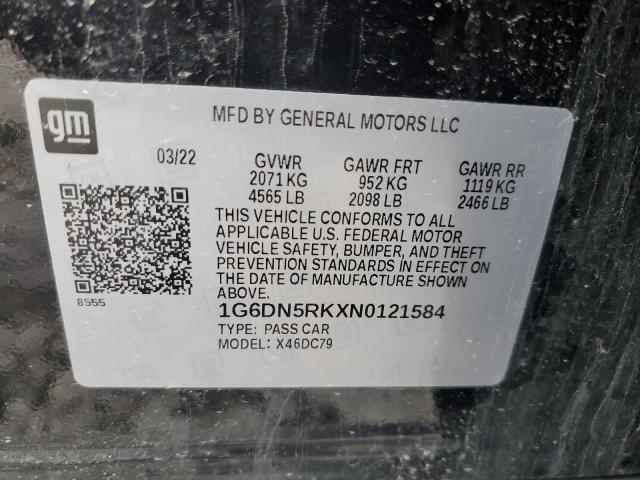 gm
MFD BY GENERAL MOTORS LLC
03/22 GVWR GAWR FRT GAWR RR
2071 KG 952 KG 1119 KG
4565 LB 2098 LB 2466 LB
THIS VEHICLE CONFORMS TO ALL
APPLICABLE U.S. FEDERAL MOTOR
VEHICLE SAFETY, BUMPER, AND THEFT
PREVENTION STANDARDS IN EFFECT ON
THE DATE OF MANUFACTURE SHOWN
ABOVE.
8555
1G6DN5RKXN0121584
TYPE: PASS CAR
MODEL: X46DC79